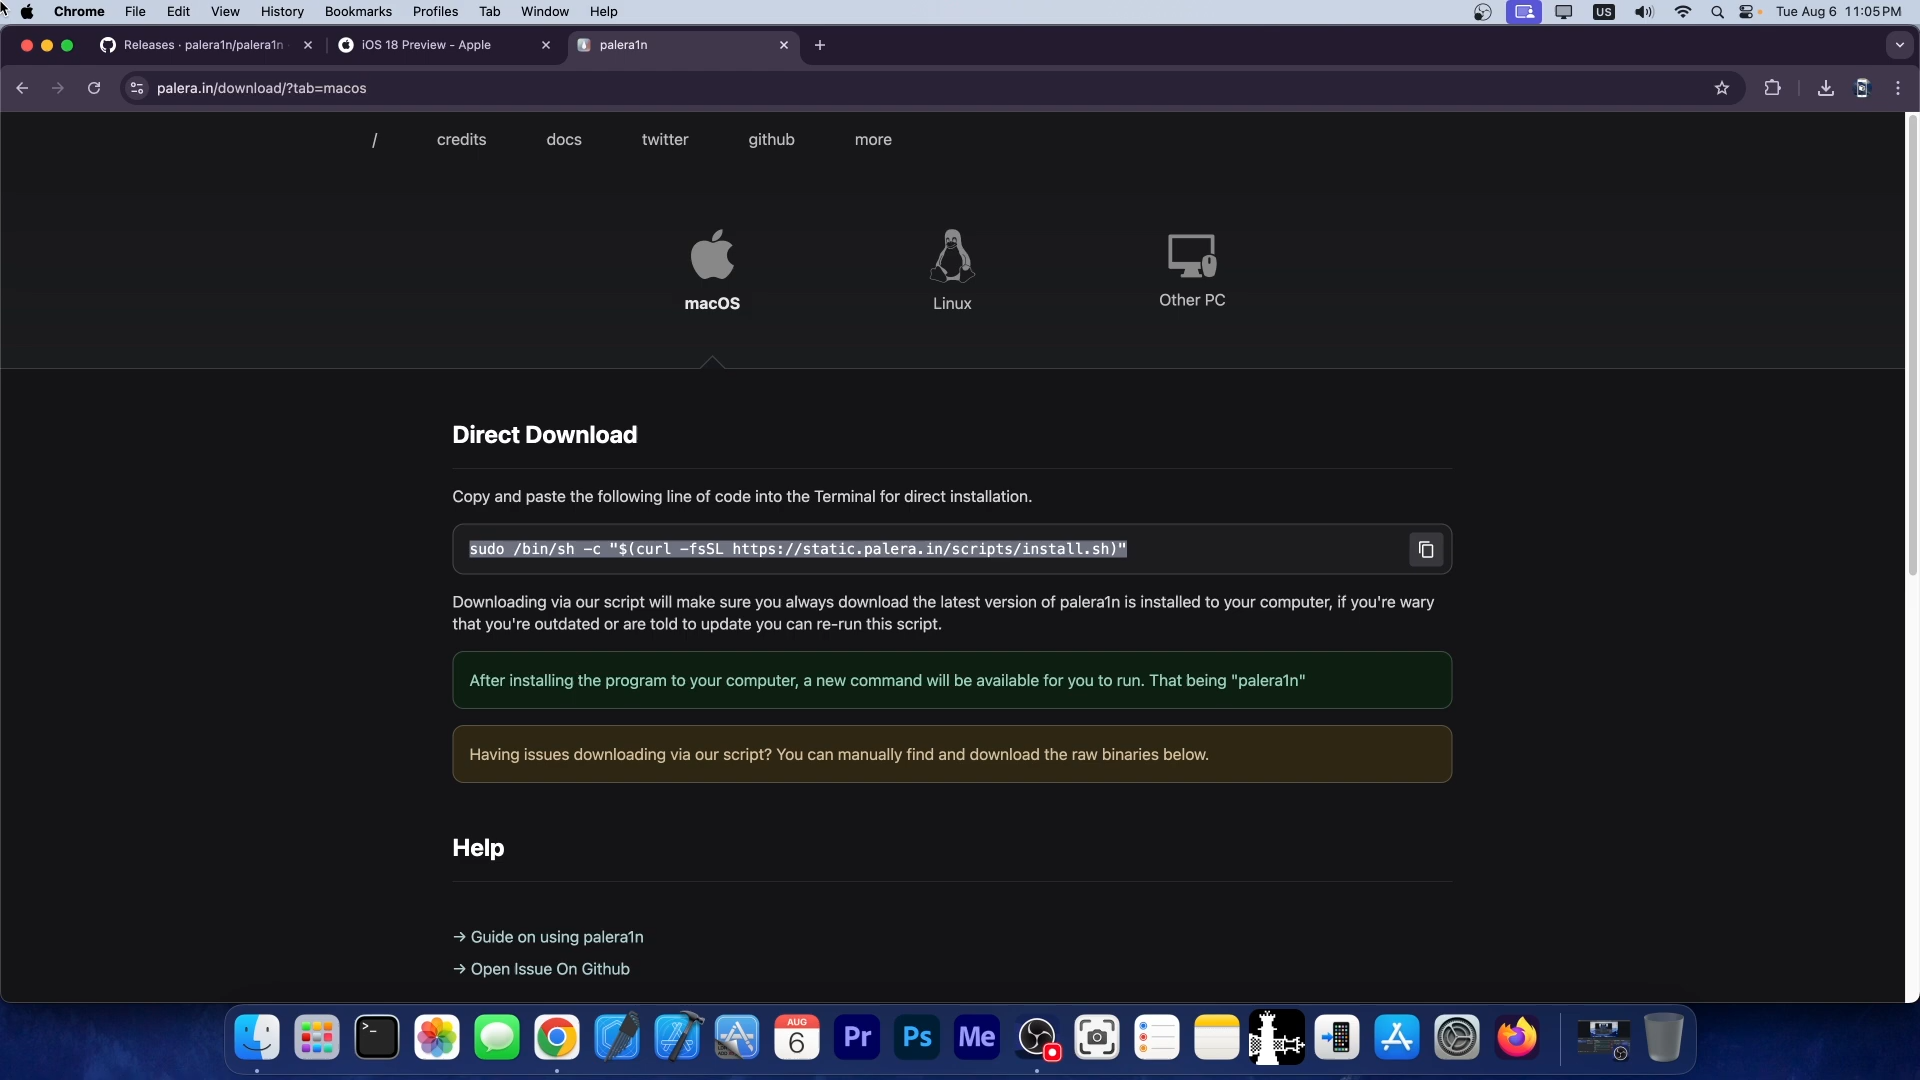 Chrome File Edit View History Bookmarks Profiles Tab Window Help US Tue Aug 6 11:05 PM
Releases · palera1n/palera1n iOS 18 Preview - Apple palera1n
palera.in/download/?tab=macos
/ credits docs twitter github more
macOS Linux Other PC
Direct Download
Copy and paste the following line of code into the Terminal for direct installation.
sudo /bin/sh -c "$(curl -fsSL https://static.palera.in/scripts/install.sh)"
Downloading via our script will make sure you always download the latest version of palera1n is installed to your computer, if you're wary
that you're outdated or are told to update you can re-run this script.
After installing the program to your computer, a new command will be available for you to run. That being "palera1n"
Having issues downloading via our script? You can manually find and download the raw binaries below.
Help
→ Guide on using palera1n
→ Open Issue On Github
>_ AUG 6 Pr Ps Me